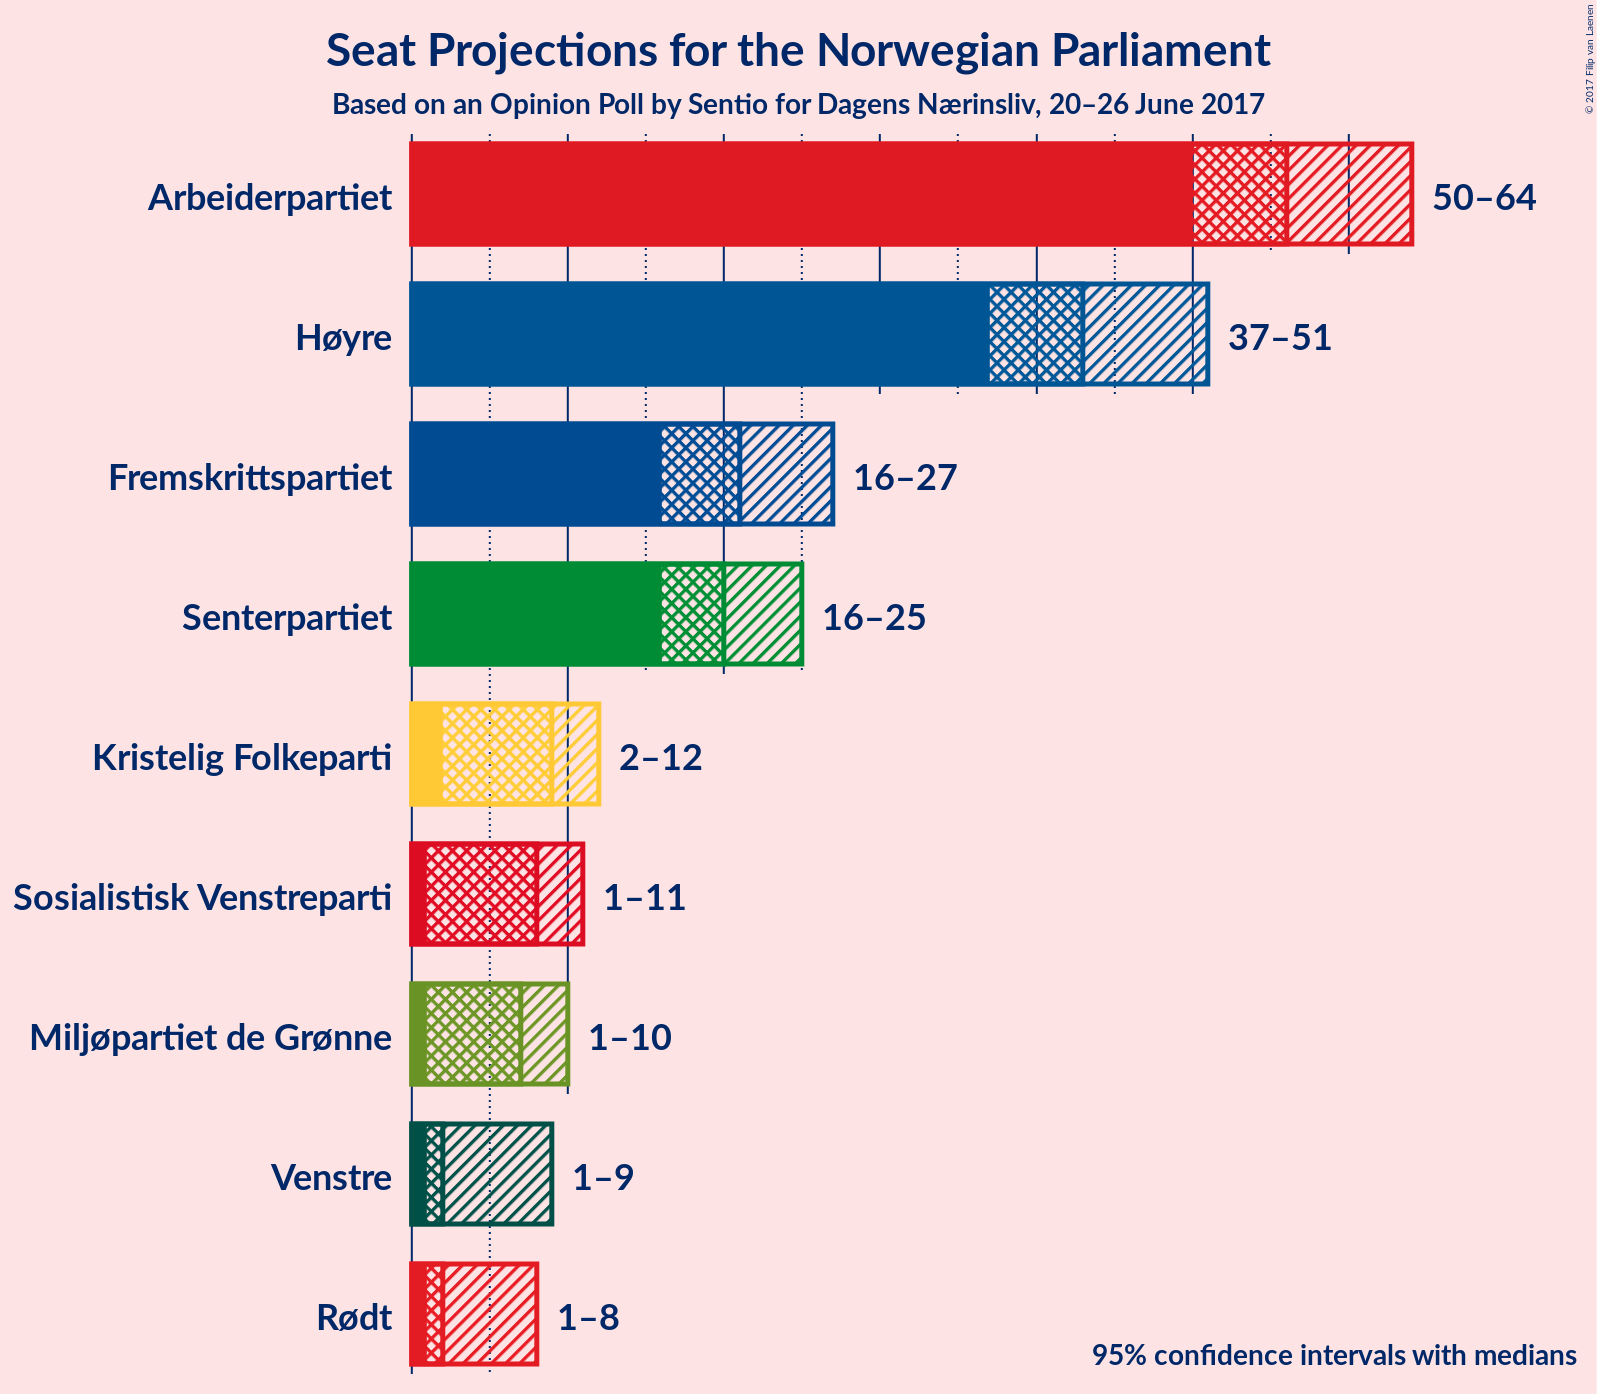 Seat Projections for the Norwegian Parliament
Based on an Opinion Poll by Sentio for Dagens Nærinsliv, 20–26 June 2017
© 2017 Filip van Laenen
Arbeiderpartiet 50–64
Høyre 37–51
Fremskrittspartiet 16–27
Senterpartiet 16–25
Kristelig Folkeparti 2–12
Sosialistisk Venstreparti 1–11
Miljøpartiet de Grønne 1–10
Venstre 1–9
Rødt 1–8
95% confidence intervals with medians